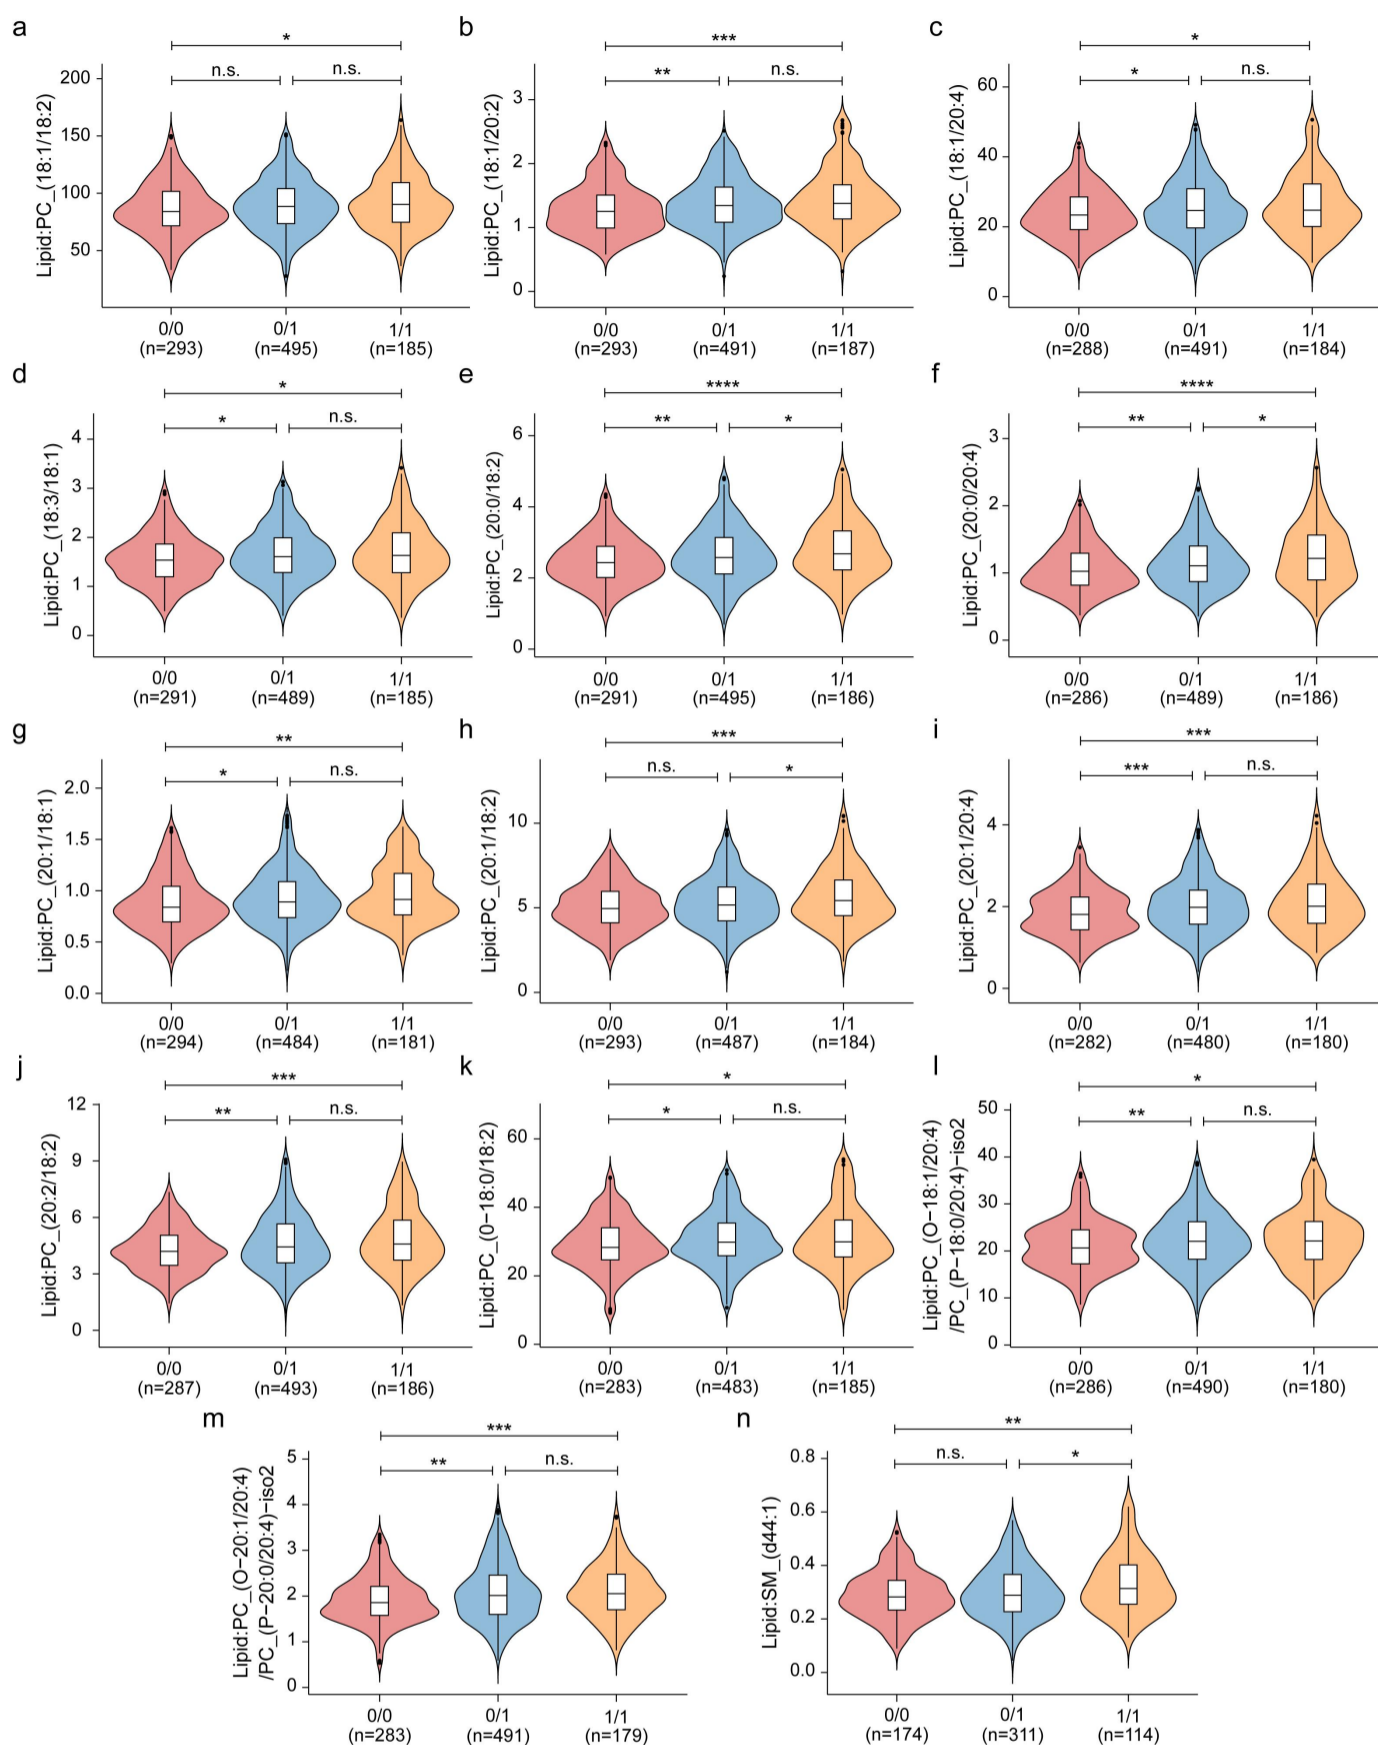 a
*
n.s.
n.s.
Lipid:PC_(18:1/18:2)
200
150
100
50
0/0
0/1
1/1
(n=293)
(n=495)
(n=185)
b
***
**
n.s.
Lipid:PC_(18:1/20:2)
3
2
1
0
0/0
0/1
1/1
(n=293)
(n=491)
(n=187)
c
*
*
n.s.
Lipid:PC_(18:1/20:4)
60
40
20
0
0/0
0/1
1/1
(n=288)
(n=491)
(n=184)
d
*
*
n.s.
Lipid:PC_(18:3/18:1)
4
3
2
1
0
0/0
0/1
1/1
(n=291)
(n=489)
(n=185)
e
****
**
*
Lipid:PC_(20:0/18:2)
6
4
2
0
0/0
0/1
1/1
(n=291)
(n=495)
(n=186)
f
****
**
*
Lipid:PC_(20:0/20:4)
3
2
1
0
0/0
0/1
1/1
(n=286)
(n=489)
(n=186)
g
**
*
n.s.
Lipid:PC_(20:1/18:1)
2.0
1.5
1.0
0.5
0.0
0/0
0/1
1/1
(n=294)
(n=484)
(n=181)
h
***
n.s.
*
Lipid:PC_(20:1/18:2)
10
5
0
0/0
0/1
1/1
(n=293)
(n=487)
(n=184)
i
***
***
n.s.
Lipid:PC_(20:1/20:4)
4
2
0
0/0
0/1
1/1
(n=282)
(n=480)
(n=180)
j
***
**
n.s.
Lipid:PC_(20:2/18:2)
12
9
6
3
0
0/0
0/1
1/1
(n=287)
(n=493)
(n=186)
k
*
*
n.s.
Lipid:PC_(0−18:0/18:2)
60
40
20
0
0/0
0/1
1/1
(n=283)
(n=483)
(n=185)
l
*
**
n.s.
Lipid:PC_(O−18:1/20:4)
/PC_(P−18:0/20:4)−iso2
50
40
30
20
10
0
0/0
0/1
1/1
(n=286)
(n=490)
(n=180)
m
***
**
n.s.
Lipid:PC_(O−20:1/20:4)
/PC_(P−20:0/20:4)−iso2
5
4
3
2
1
0
0/0
0/1
1/1
(n=283)
(n=491)
(n=179)
n
**
n.s.
*
Lipid:SM_(d44:1)
0.8
0.6
0.4
0.2
0.0
0/0
0/1
1/1
(n=174)
(n=311)
(n=114)